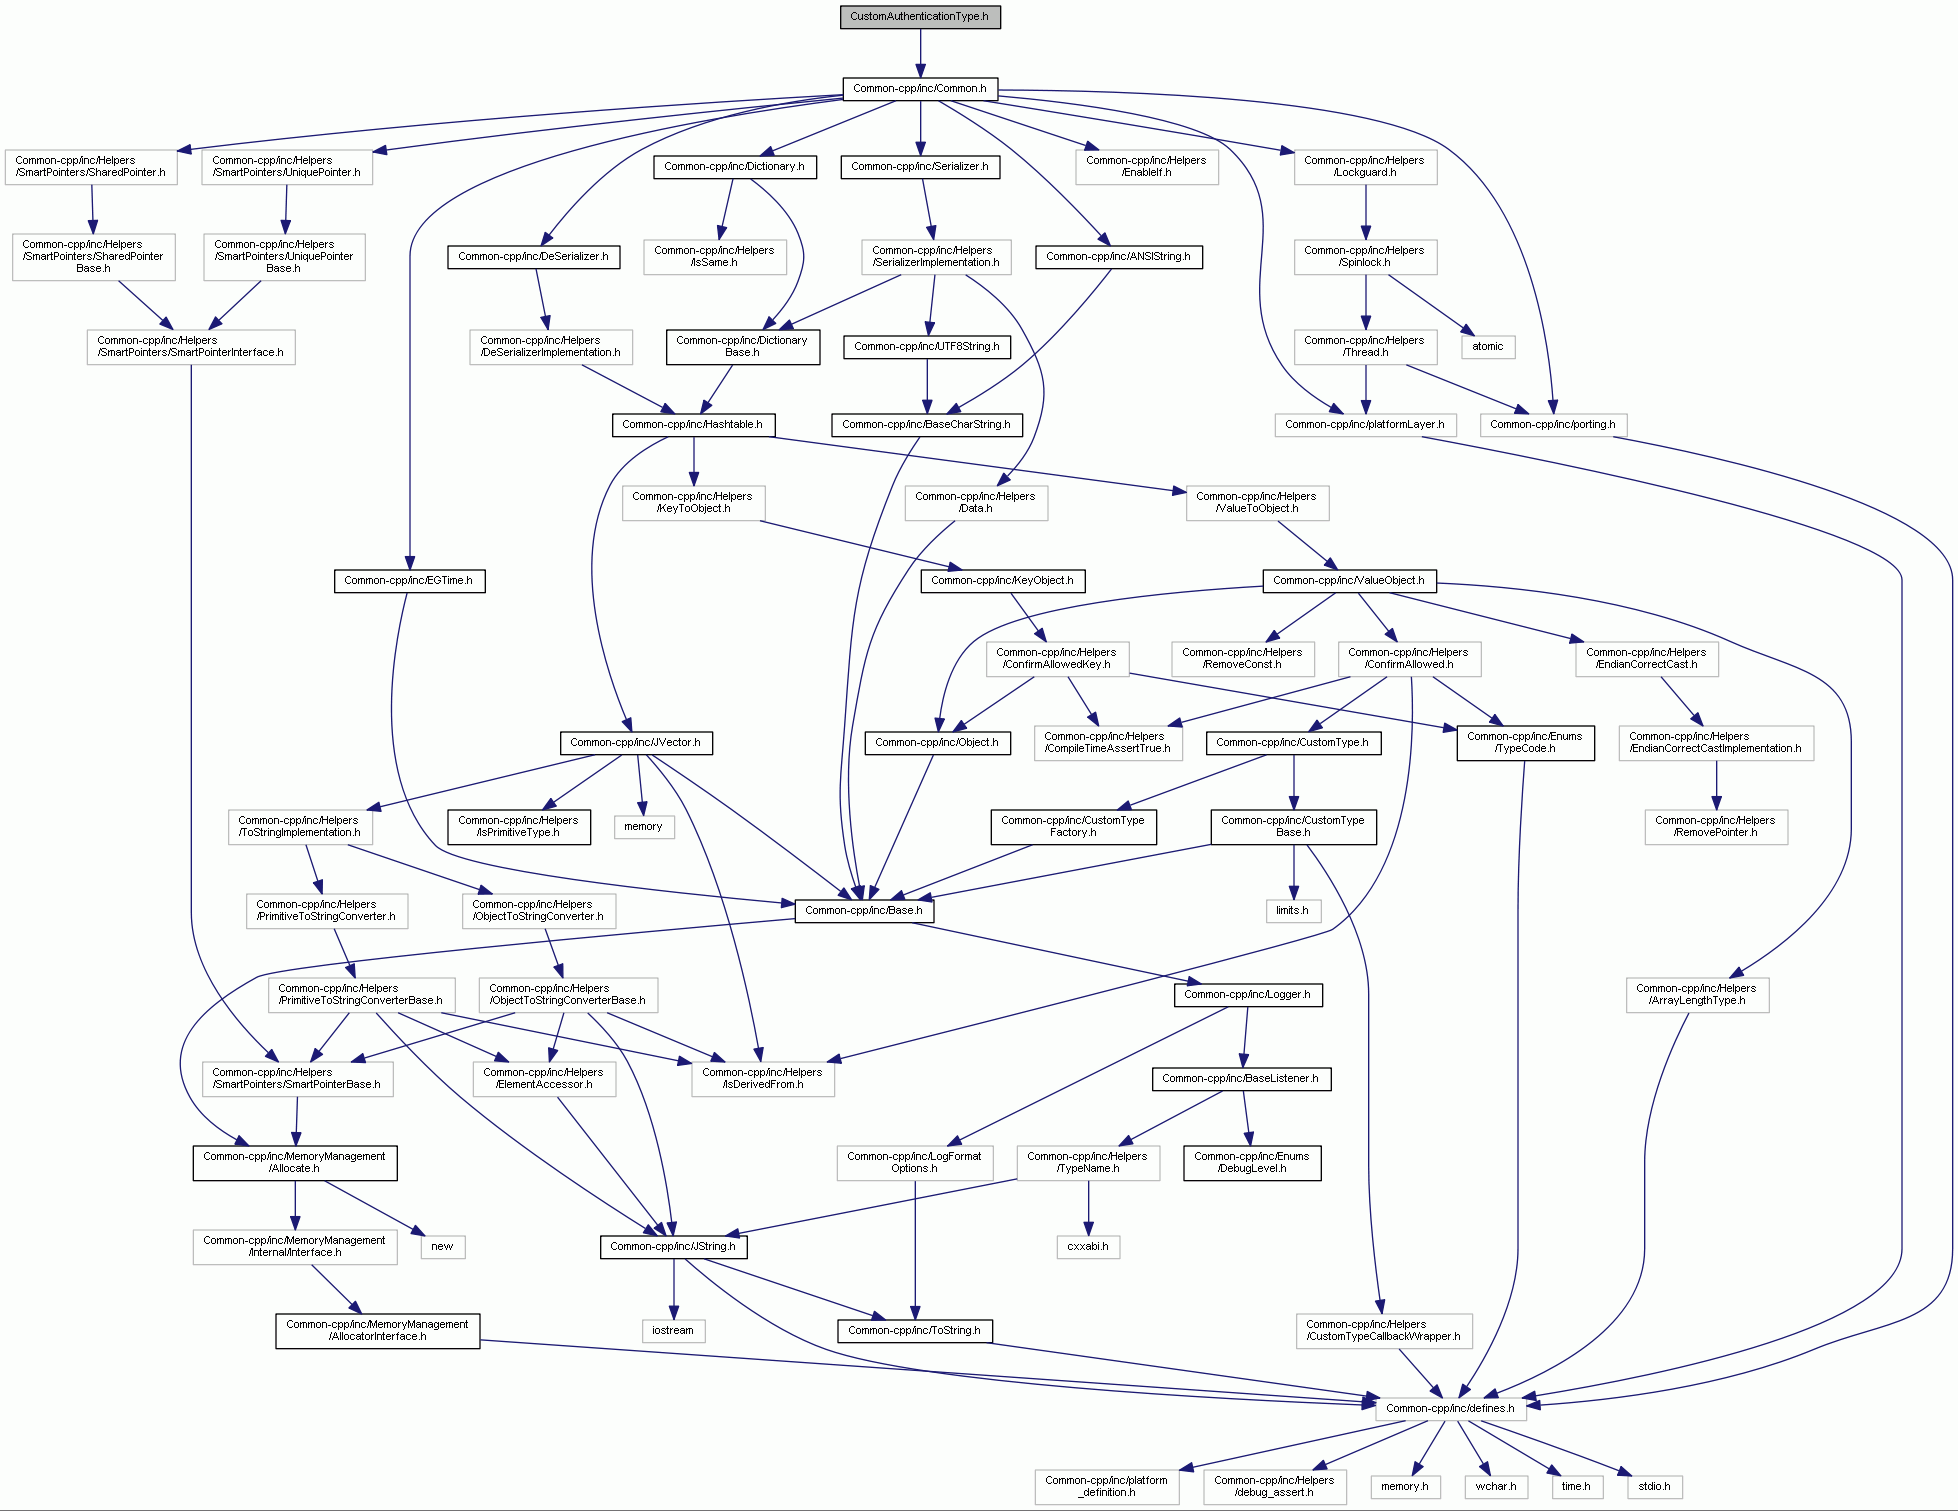 CustomAuthenticationType.h
Common-cpp/inc/Common.h
Common-cpp/inc/Helpers
/SmartPointers/SharedPointer.h
Common-cpp/inc/Helpers
/SmartPointers/UniquePointer.h
Common-cpp/inc/Dictionary.h
Common-cpp/inc/Serializer.h
Common-cpp/inc/Helpers
/EnableIf.h
Common-cpp/inc/Helpers
/Lockguard.h
Common-cpp/inc/Helpers
/SmartPointers/SharedPointer
Base.h
Common-cpp/inc/Helpers
/SmartPointers/UniquePointer
Base.h
Common-cpp/inc/DeSerializer.h
Common-cpp/inc/Helpers
/IsSame.h
Common-cpp/inc/Helpers
/SerializerImplementation.h
Common-cpp/inc/ANSIString.h
Common-cpp/inc/Helpers
/Spinlock.h
Common-cpp/inc/Helpers
/SmartPointers/SmartPointerInterface.h
Common-cpp/inc/Helpers
/DeSerializerImplementation.h
Common-cpp/inc/Dictionary
Base.h
Common-cpp/inc/UTF8String.h
Common-cpp/inc/Helpers
/Thread.h
atomic
Common-cpp/inc/Hashtable.h
Common-cpp/inc/BaseCharString.h
Common-cpp/inc/platformLayer.h
Common-cpp/inc/porting.h
Common-cpp/inc/Helpers
/KeyToObject.h
Common-cpp/inc/Helpers
/Data.h
Common-cpp/inc/Helpers
/ValueToObject.h
Common-cpp/inc/EGTime.h
Common-cpp/inc/KeyObject.h
Common-cpp/inc/ValueObject.h
Common-cpp/inc/Helpers
/ConfirmAllowedKey.h
Common-cpp/inc/Helpers
/RemoveConst.h
Common-cpp/inc/Helpers
/ConfirmAllowed.h
Common-cpp/inc/Helpers
/EndianCorrectCast.h
Common-cpp/inc/JVector.h
Common-cpp/inc/Object.h
Common-cpp/inc/Helpers
/CompileTimeAssertTrue.h
Common-cpp/inc/CustomType.h
Common-cpp/inc/Enums
/TypeCode.h
Common-cpp/inc/Helpers
/EndianCorrectCastImplementation.h
Common-cpp/inc/Helpers
/ToStringImplementation.h
Common-cpp/inc/Helpers
/IsPrimitiveType.h
memory
Common-cpp/inc/CustomType
Factory.h
Common-cpp/inc/CustomType
Base.h
Common-cpp/inc/Helpers
/RemovePointer.h
Common-cpp/inc/Helpers
/PrimitiveToStringConverter.h
Common-cpp/inc/Helpers
/ObjectToStringConverter.h
Common-cpp/inc/Base.h
limits.h
Common-cpp/inc/Helpers
/PrimitiveToStringConverterBase.h
Common-cpp/inc/Helpers
/ObjectToStringConverterBase.h
Common-cpp/inc/Logger.h
Common-cpp/inc/Helpers
/ArrayLengthType.h
Common-cpp/inc/Helpers
/SmartPointers/SmartPointerBase.h
Common-cpp/inc/Helpers
/ElementAccessor.h
Common-cpp/inc/Helpers
/IsDerivedFrom.h
Common-cpp/inc/BaseListener.h
Common-cpp/inc/MemoryManagement
/Allocate.h
Common-cpp/inc/LogFormat
Options.h
Common-cpp/inc/Helpers
/TypeName.h
Common-cpp/inc/Enums
/DebugLevel.h
Common-cpp/inc/MemoryManagement
/Internal/Interface.h
new
Common-cpp/inc/JString.h
cxxabi.h
Common-cpp/inc/MemoryManagement
/AllocatorInterface.h
iostream
Common-cpp/inc/ToString.h
Common-cpp/inc/Helpers
/CustomTypeCallbackWrapper.h
Common-cpp/inc/defines.h
Common-cpp/inc/platform
_definition.h
Common-cpp/inc/Helpers
/debug_assert.h
memory.h
wchar.h
time.h
stdio.h